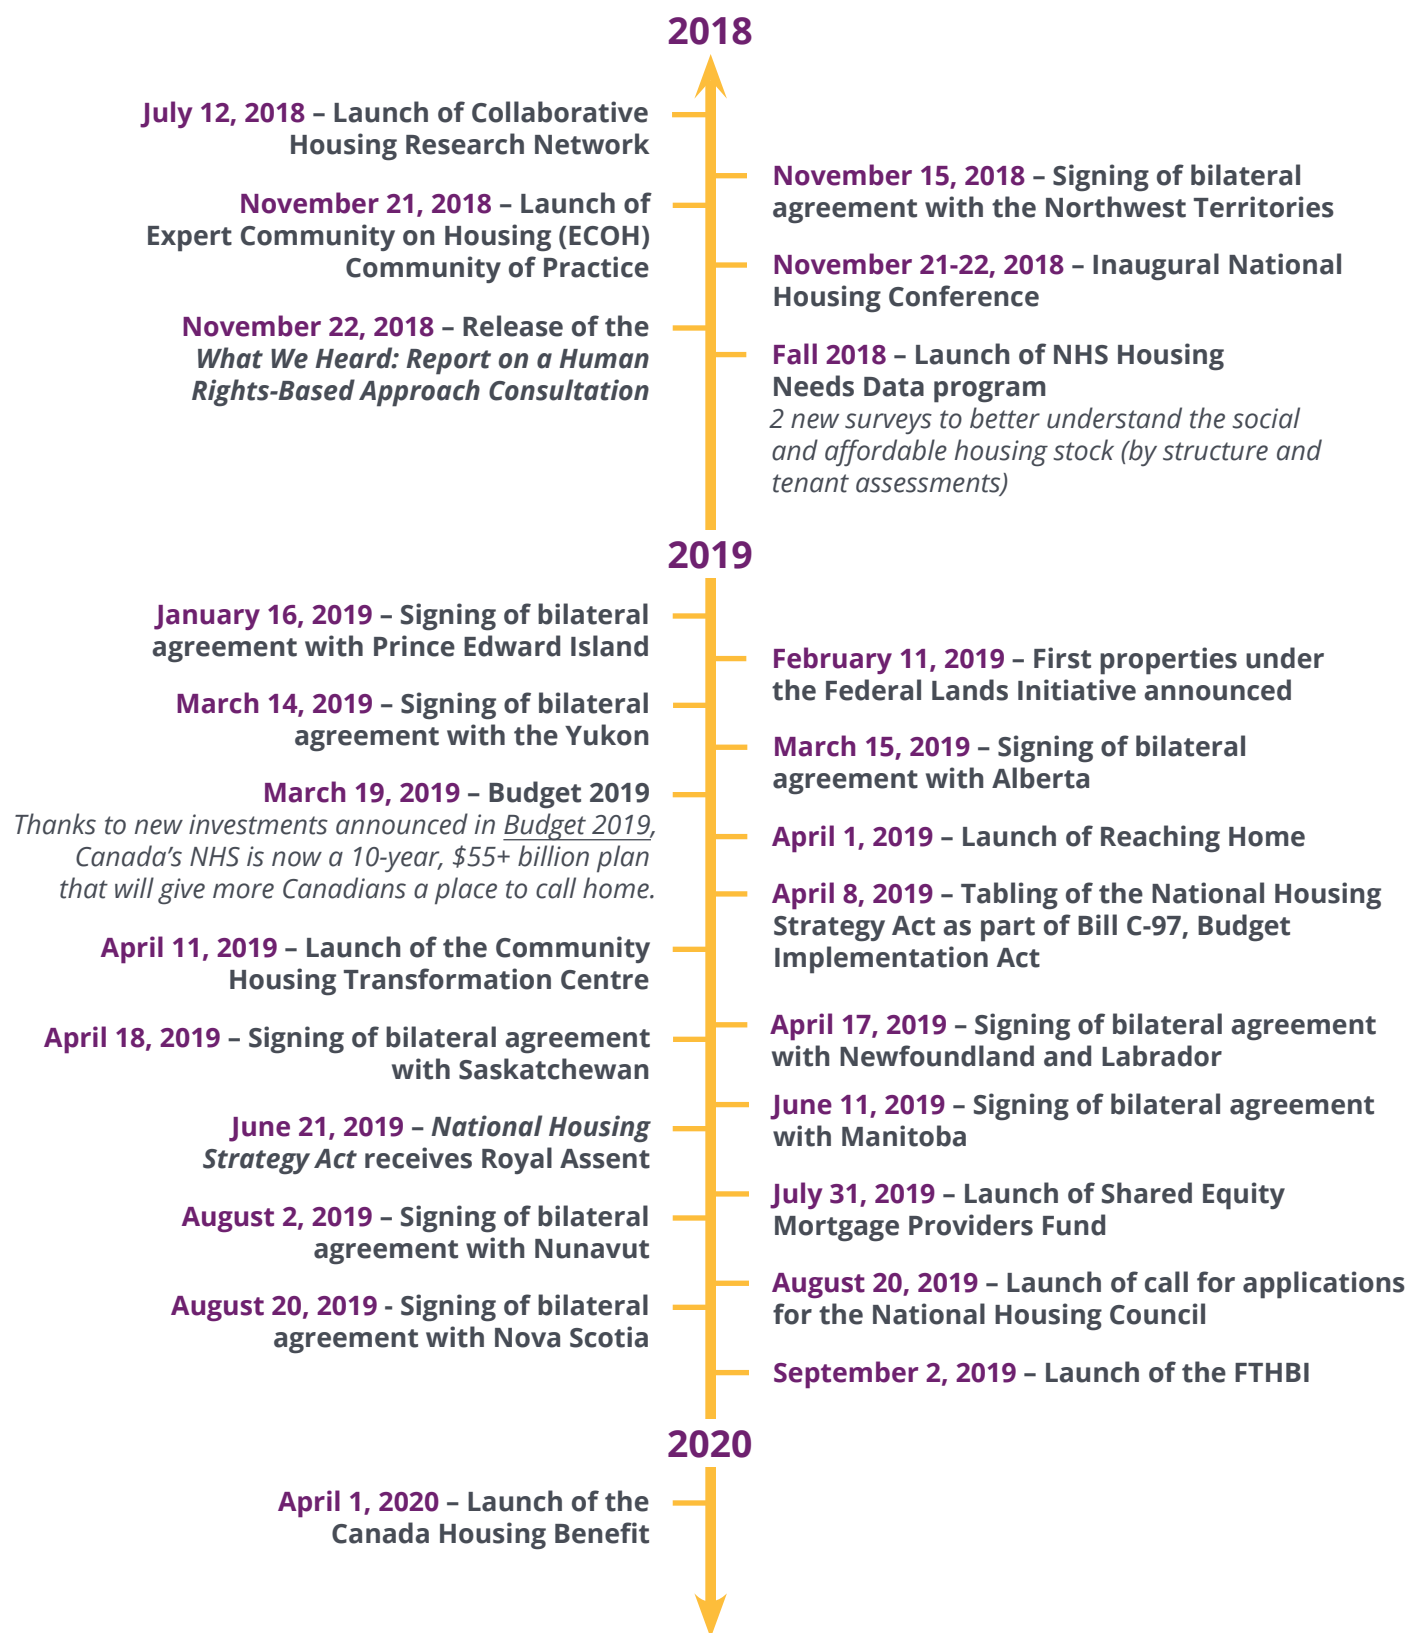 2018
July 12, 2018 – Launch of Collaborative
Housing Research Network
November 15, 2018 – Signing of bilateral
agreement with the Northwest Territories
November 21, 2018 – Launch of
Expert Community on Housing (ECOH)
Community of Practice
November 21-22, 2018 – Inaugural National
Housing Conference
November 22, 2018 – Release of the
What We Heard: Report on a Human
Rights-Based Approach Consultation
Fall 2018 – Launch of NHS Housing
Needs Data program
2 new surveys to better understand the social
and affordable housing stock (by structure and
tenant assessments)
2019
January 16, 2019 – Signing of bilateral
agreement with Prince Edward Island
February 11, 2019 – First properties under
the Federal Lands Initiative announced
March 14, 2019 – Signing of bilateral
agreement with the Yukon
March 15, 2019 – Signing of bilateral
agreement with Alberta
March 19, 2019 – Budget 2019
Thanks to new investments announced in Budget 2019,
Canada’s NHS is now a 10-year, $55+ billion plan
that will give more Canadians a place to call home.
April 1, 2019 – Launch of Reaching Home
April 8, 2019 – Tabling of the National Housing
Strategy Act as part of Bill C-97, Budget
Implementation Act
April 11, 2019 – Launch of the Community
Housing Transformation Centre
April 17, 2019 – Signing of bilateral agreement
with Newfoundland and Labrador
April 18, 2019 – Signing of bilateral agreement
with Saskatchewan
June 11, 2019 – Signing of bilateral agreement
with Manitoba
June 21, 2019 – National Housing
Strategy Act receives Royal Assent
July 31, 2019 – Launch of Shared Equity
Mortgage Providers Fund
August 2, 2019 – Signing of bilateral
agreement with Nunavut
August 20, 2019 – Launch of call for applications
for the National Housing Council
August 20, 2019 - Signing of bilateral
agreement with Nova Scotia
September 2, 2019 – Launch of the FTHBI
2020
April 1, 2020 – Launch of the
Canada Housing Benefit